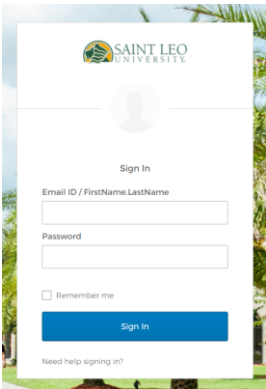 SAINT LEO
UNIVERSITY
Sign In
Email ID / FirstName.LastName
Password
Remember me
Sign In
Need help signing in?